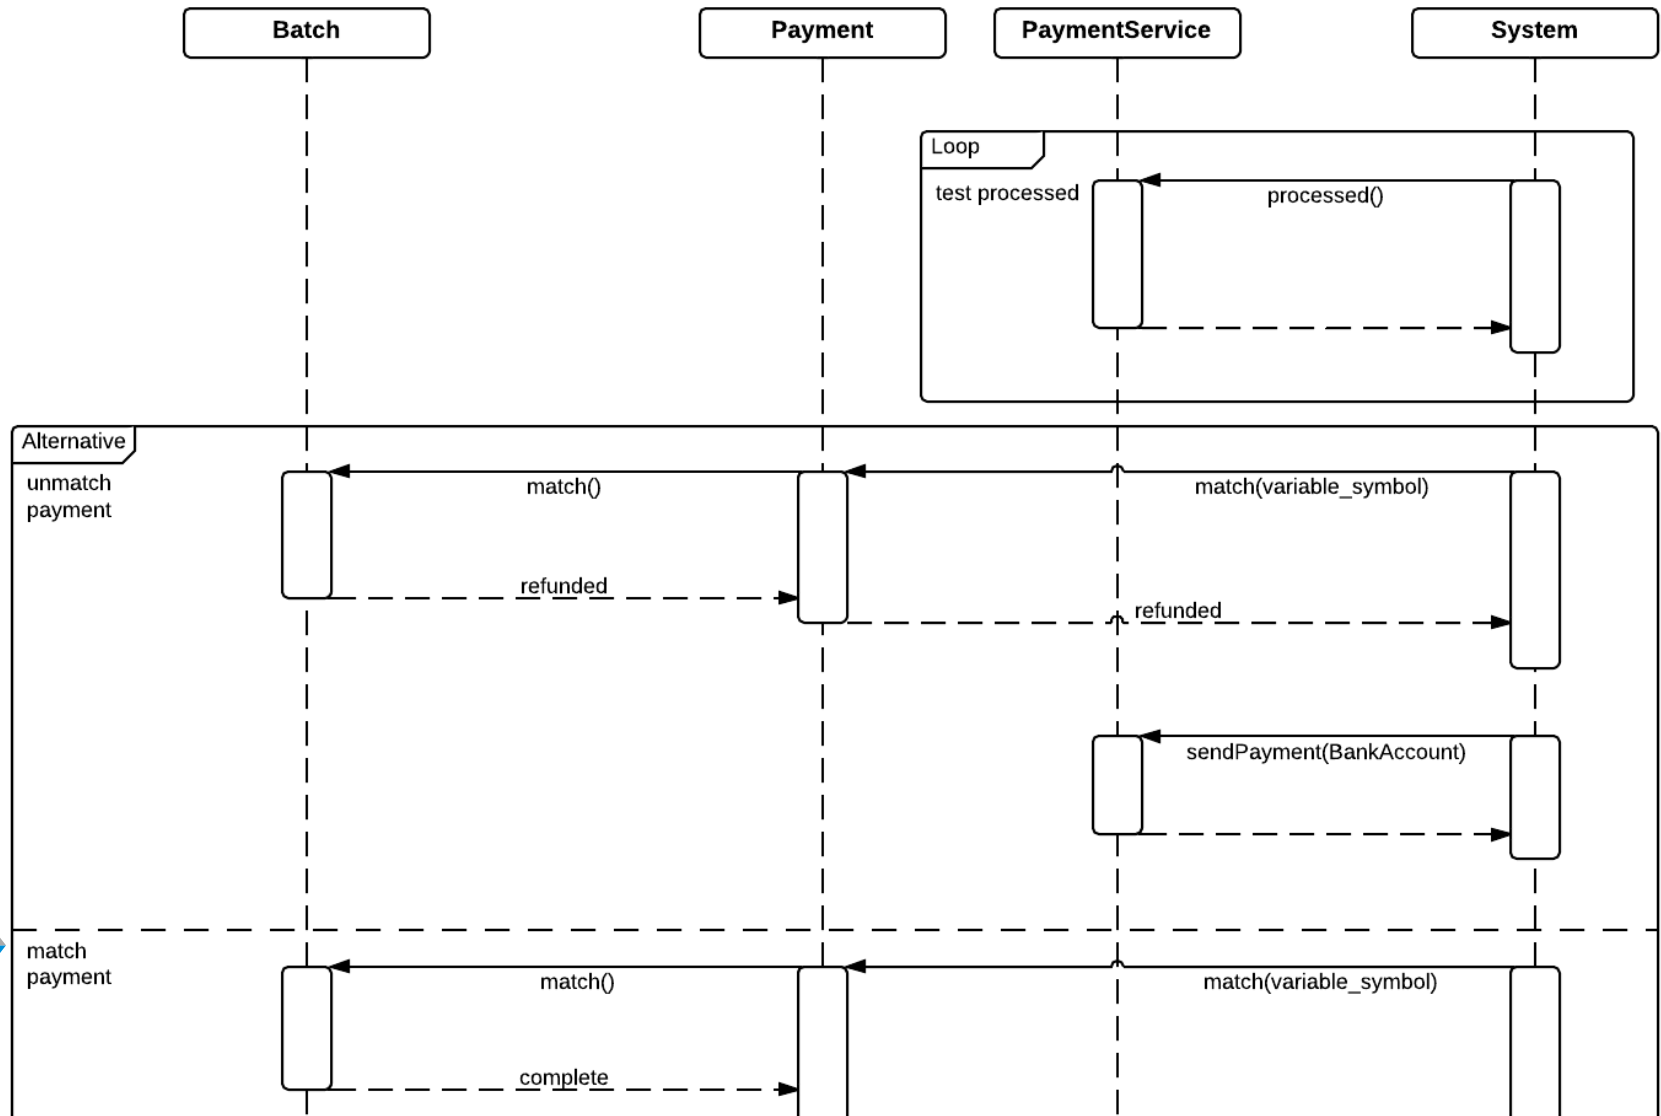 Batch
Payment
PaymentService
System
Loop
test processed
processed()
Alternative
unmatch
payment
match()
match(variable_symbol)
refunded
refunded
sendPayment(BankAccount)
match
payment
match()
match(variable_symbol)
complete